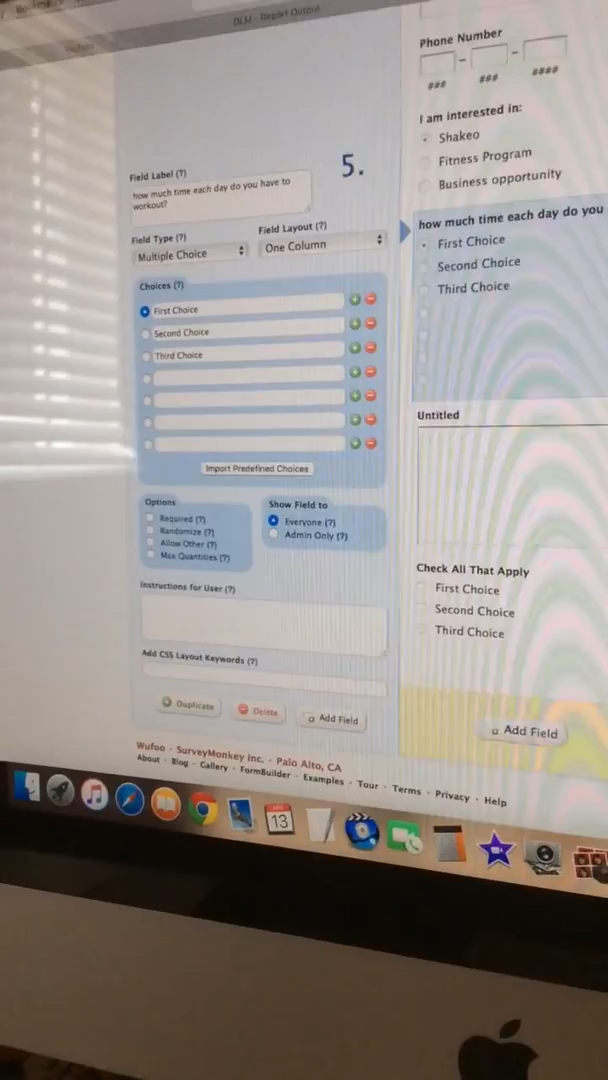 DLM - Report Output
Phone Number
###
###
####
I am interested in:
Shakeo
Fitness Program
Business opportunity
5.
Field Label (?)
how much time each day do you have to
workout?
Field Type (?)
Field Layout (?)
Multiple Choice
One Column
how much time each day do you
First Choice
Second Choice
Third Choice
Choices (?)
First Choice
Second Choice
Third Choice
Import Predefined Choices
Options
Required (?)
Randomize (?)
Allow Other (?)
Max Quantities (?)
Show Field to
Everyone (?)
Admin Only (?)
Untitled
Check All That Apply
First Choice
Second Choice
Third Choice
Instructions for User (?)
Add CSS Layout Keywords (?)
Duplicate
Delete
Add Field
Add Field
Wufoo · SurveyMonkey Inc. · Palo Alto, CA
About · Blog · Gallery · FormBuilder · Examples · Tour · Terms · Privacy · Help
13